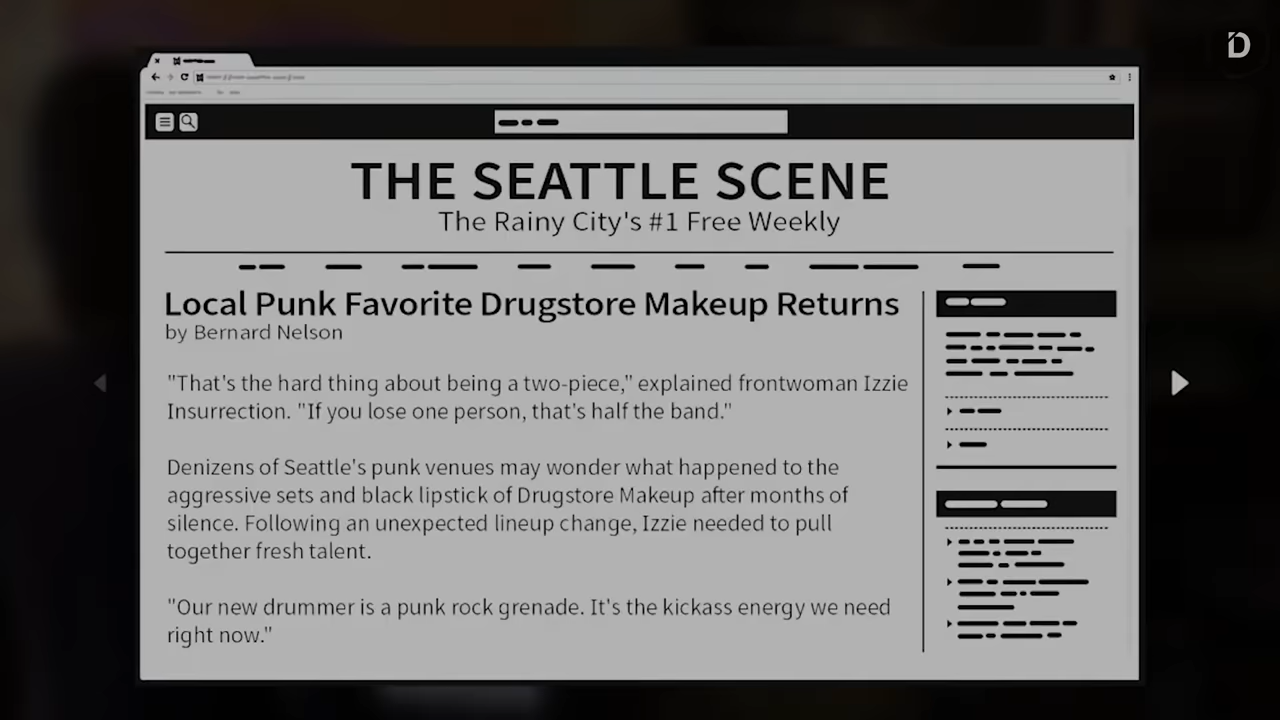 THE SEATTLE SCENE
The Rainy City's #1 Free Weekly
Local Punk Favorite Drugstore Makeup Returns
by Bernard Nelson
"That's the hard thing about being a two-piece," explained frontwoman Izzie
Insurrection. "If you lose one person, that's half the band."
Denizens of Seattle's punk venues may wonder what happened to the
aggressive sets and black lipstick of Drugstore Makeup after months of
silence. Following an unexpected lineup change, Izzie needed to pull
together fresh talent.
"Our new drummer is a punk rock grenade. It's the kickass energy we need
right now."